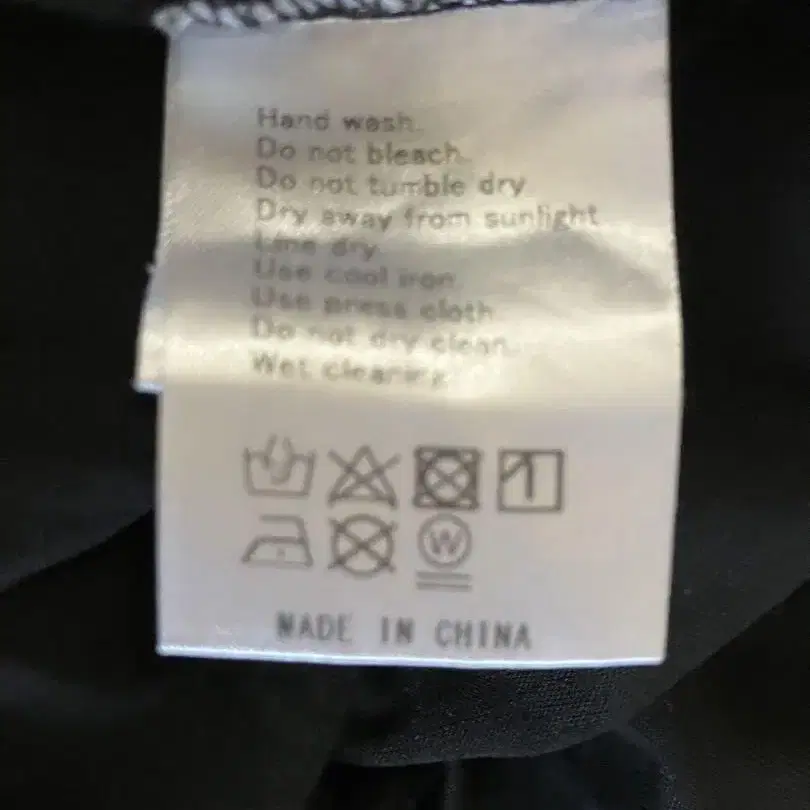 Hand wash.
Do not bleach.
Do not tumble dry.
Dry away from sunlight.
Line dry.
Use cool iron.
Use press cloth.
Do not dry clean.
Wet cleaning.
W
MADE IN CHINA